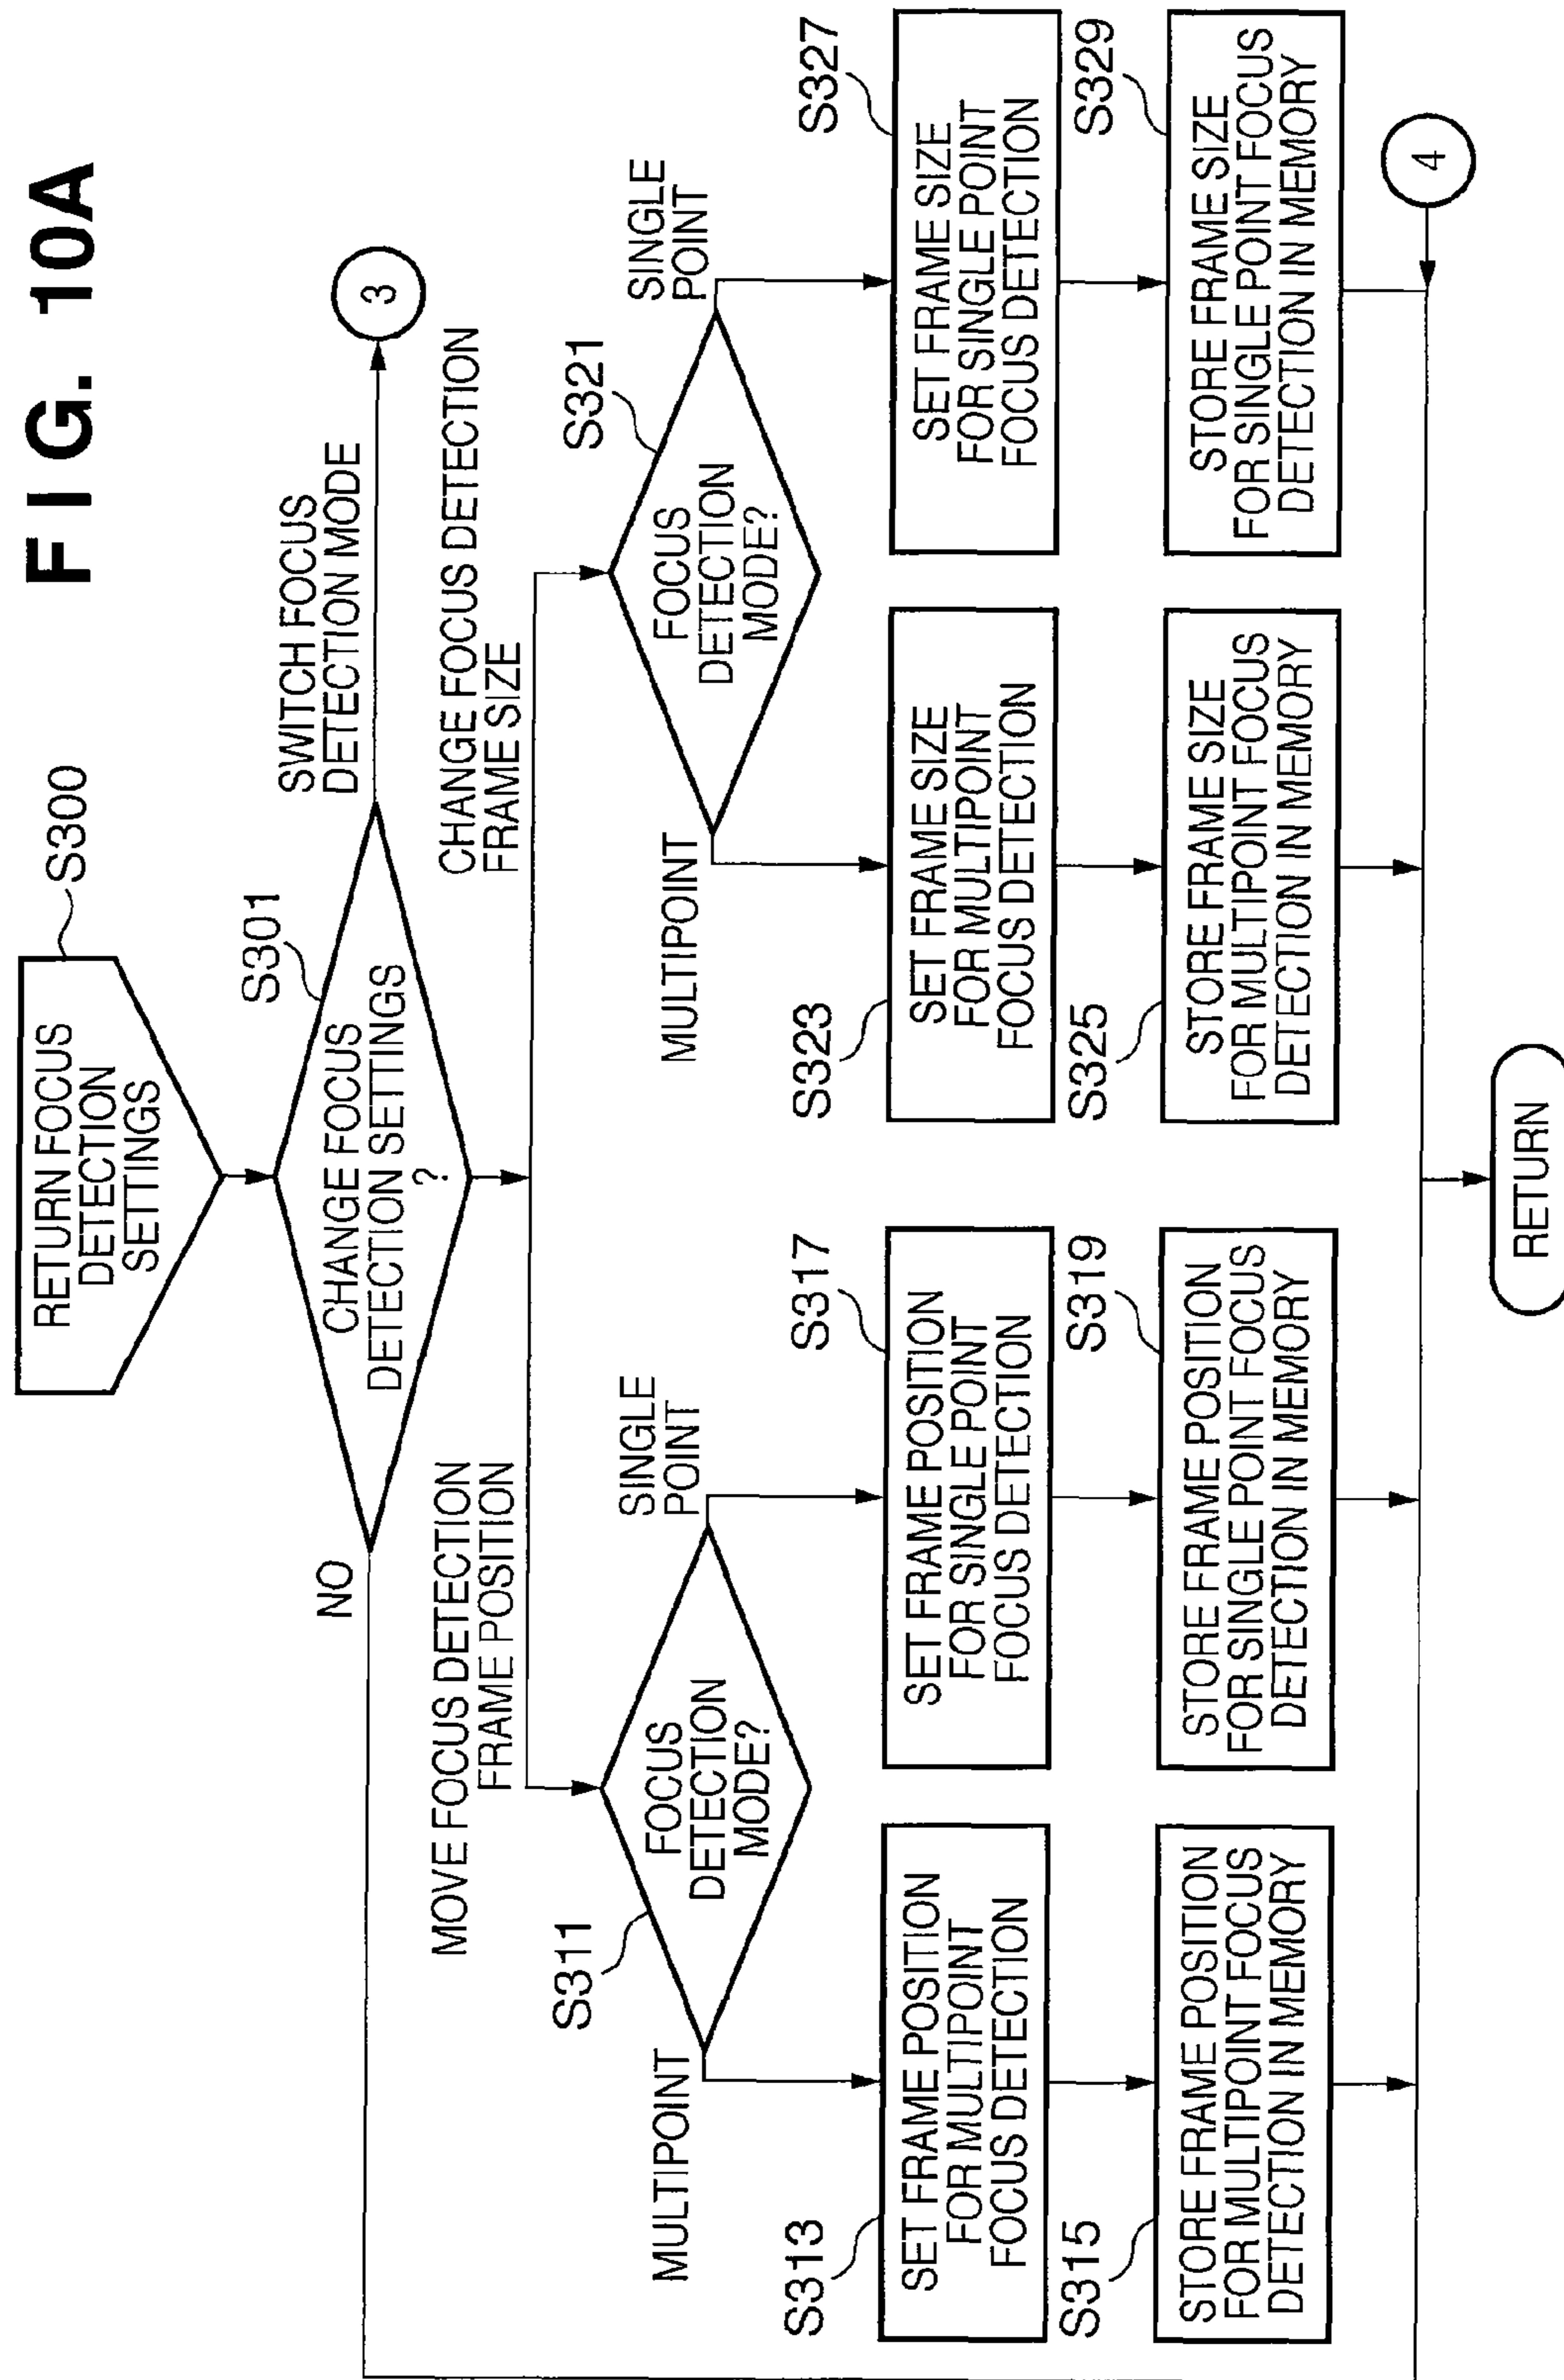 FIG. 10A
RETURN FOCUS
DETECTION
SETTINGS
S300
S301
CHANGE FOCUS
DETECTION SETTINGS
?
NO
SWITCH FOCUS
DETECTION MODE
3
MOVE FOCUS DETECTION
FRAME POSITION
CHANGE FOCUS DETECTION
FRAME SIZE
S311
FOCUS
DETECTION
MODE?
MULTIPOINT
SINGLE
POINT
S321
FOCUS
DETECTION
MODE?
MULTIPOINT
SINGLE
POINT
S313
SET FRAME POSITION
FOR MULTIPOINT
FOCUS DETECTION
S317
SET FRAME POSITION
FOR SINGLE POINT
FOCUS DETECTION
S323
SET FRAME SIZE
FOR MULTIPOINT
FOCUS DETECTION
S327
SET FRAME SIZE
FOR SINGLE POINT
FOCUS DETECTION
S315
STORE FRAME POSITION
FOR MULTIPOINT FOCUS
DETECTION IN MEMORY
S319
STORE FRAME POSITION
FOR SINGLE POINT FOCUS
DETECTION IN MEMORY
S325
STORE FRAME SIZE
FOR MULTIPOINT FOCUS
DETECTION IN MEMORY
S329
STORE FRAME SIZE
FOR SINGLE POINT FOCUS
DETECTION IN MEMORY
4
RETURN